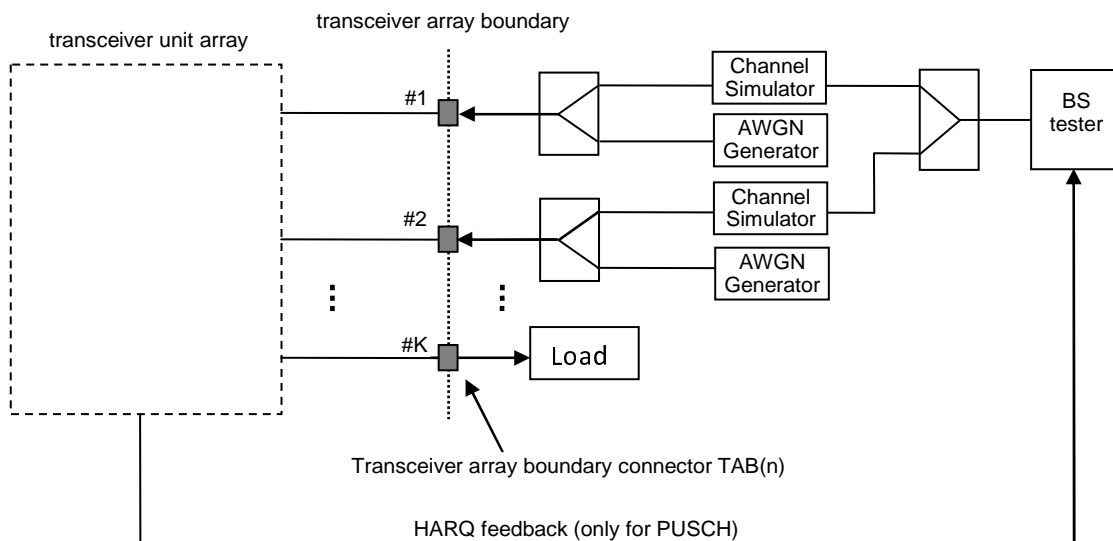 transceiver array boundary
transceiver unit array
#1
Channel
Simulator
AWGN
Generator
BS
tester
#2
Channel
Simulator
AWGN
Generator
#K
Load
Transceiver array boundary connector TAB(n)
HARQ feedback (only for PUSCH)